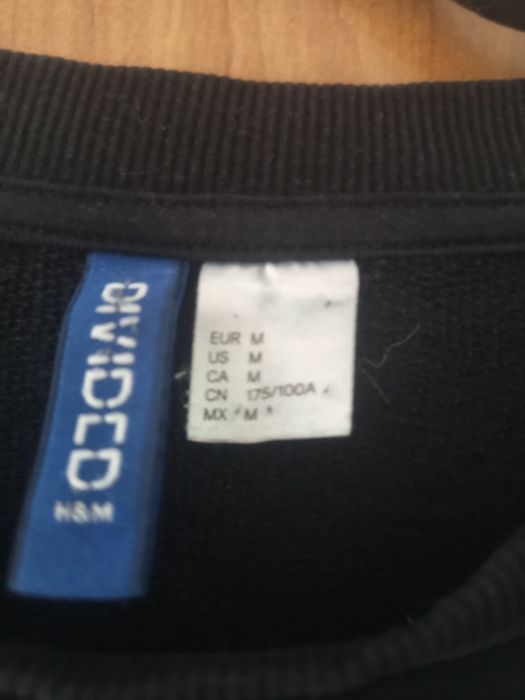 DIVIDED
H&M
EUR M
US M
CA M
CN 175/100A
MX M